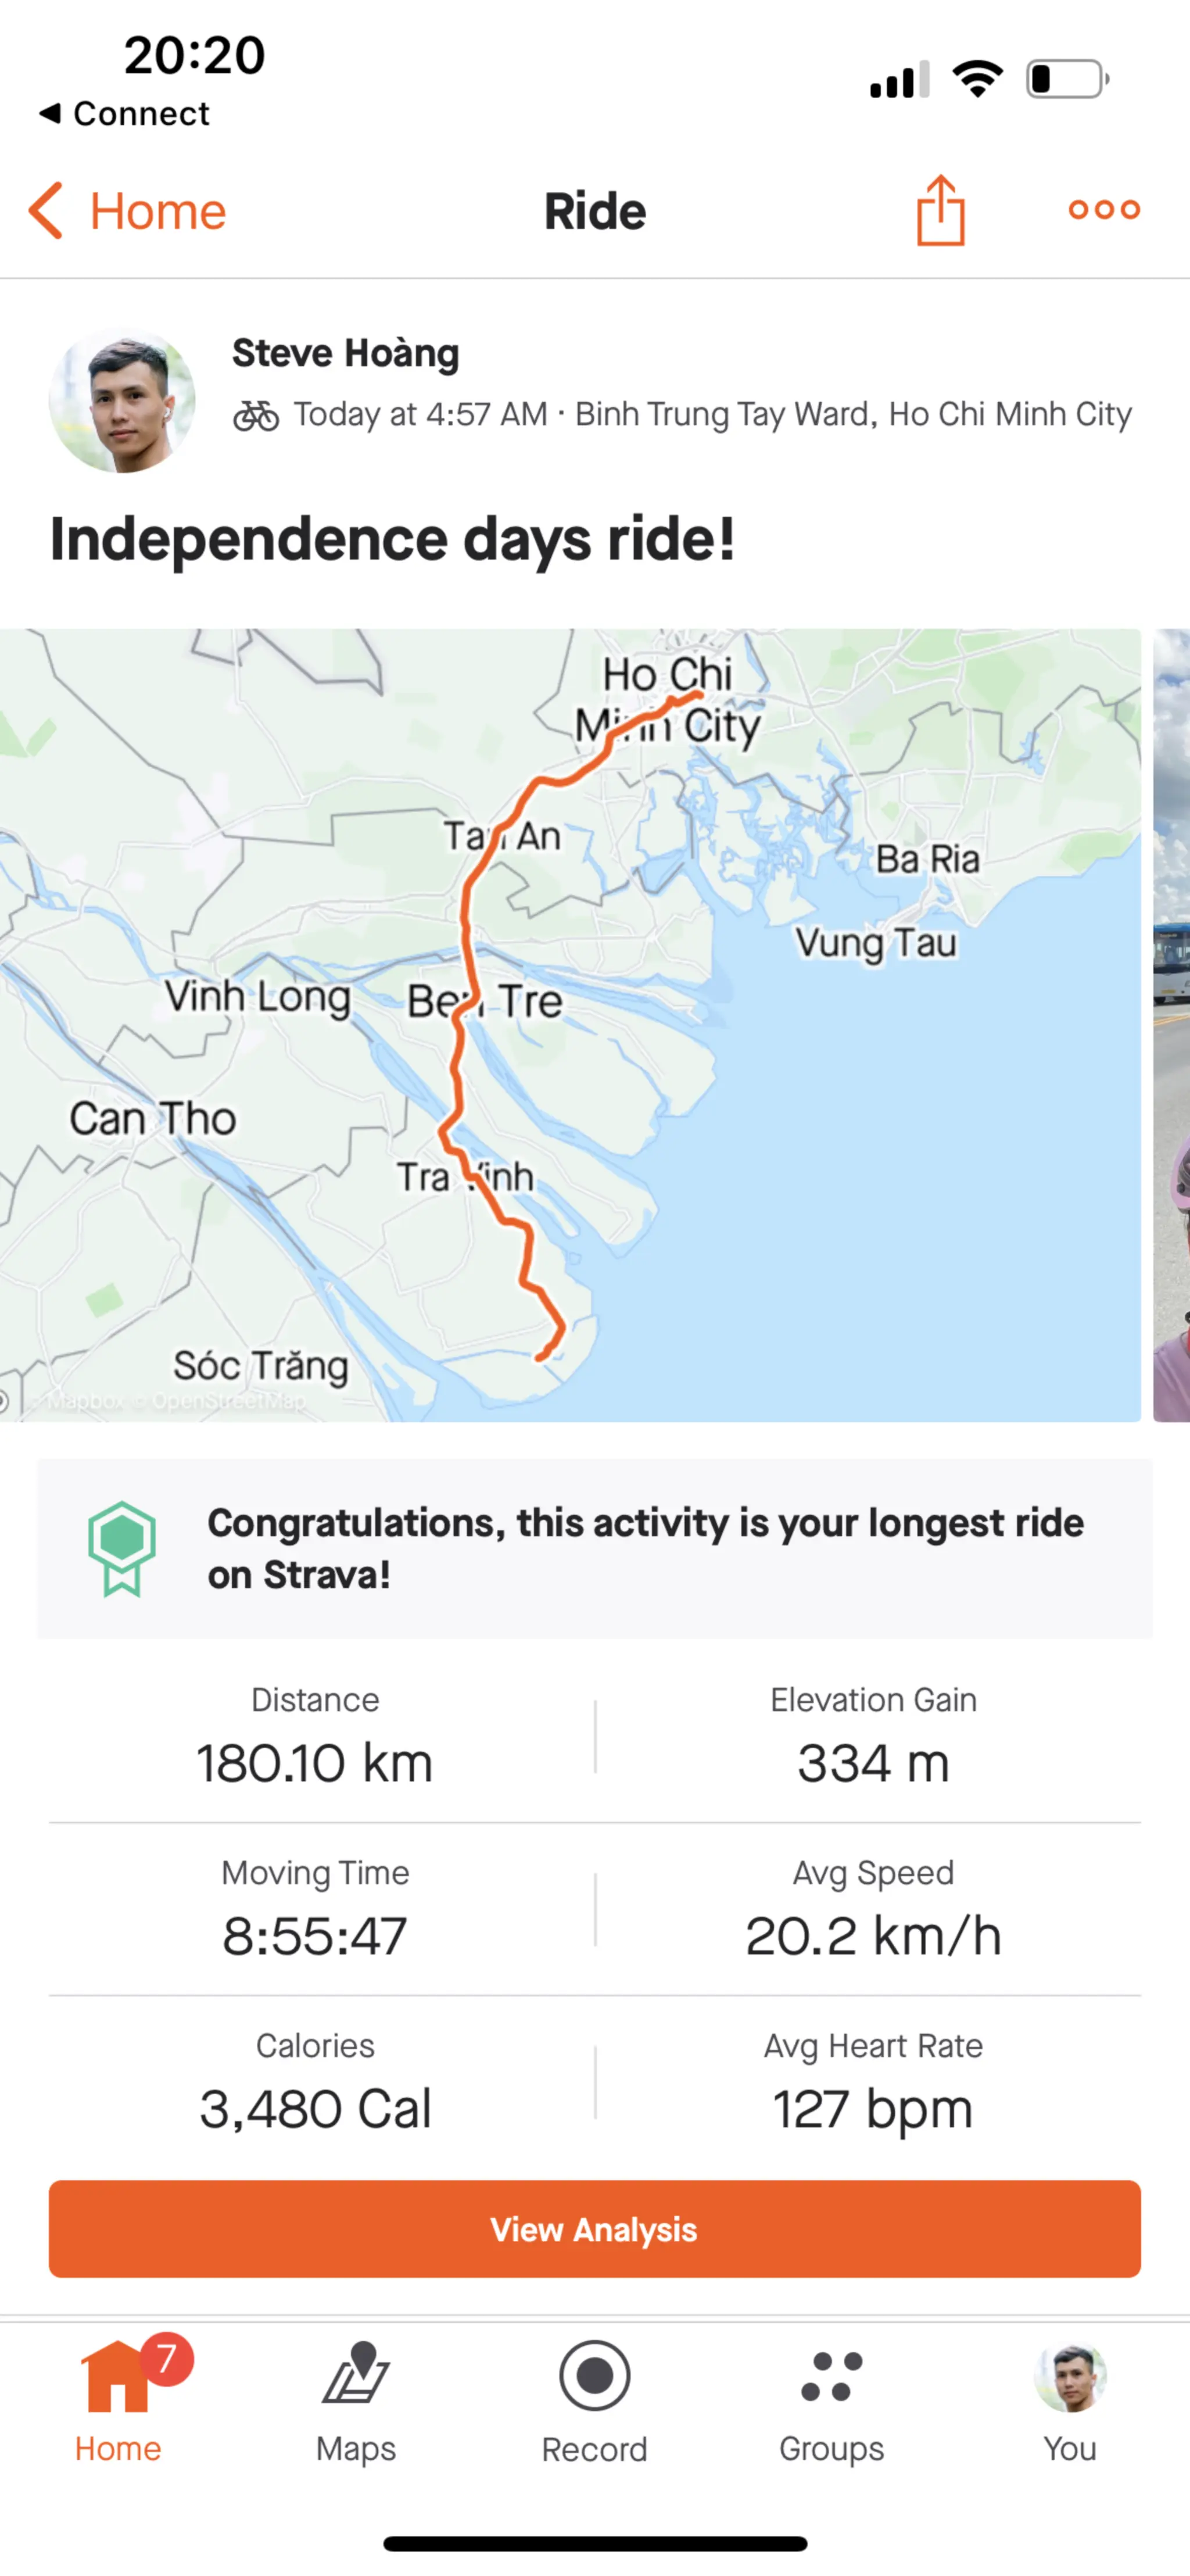 20:20
◀ Connect
Home
Ride
Steve Hoàng
Today at 4:57 AM · Binh Trung Tay Ward, Ho Chi Minh City
Independence days ride!
Ho Chi
Minh City
Tan An
Ba Ria
Vung Tau
Vinh Long
Ben Tre
Can Tho
Tra Vinh
Sóc Trăng
Mapbox © OpenStreetMap
Congratulations, this activity is your longest ride
on Strava!
Distance
Elevation Gain
180.10 km
334 m
Moving Time
Avg Speed
8:55:47
20.2 km/h
Calories
Avg Heart Rate
3,480 Cal
127 bpm
View Analysis
7
Home
Maps
Record
Groups
You